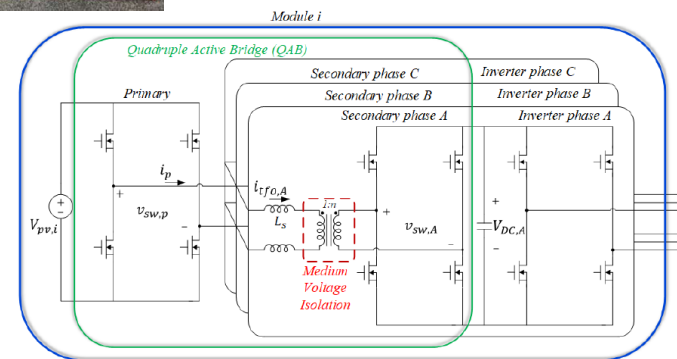 Module i
Quadruple Active Bridge (QAB)
Secondary phase C Inverter phase C
Primary Secondary phase B Inverter phase B
Secondary phase A Inverter phase A
i_p
i_tfo,A
1:n
+ + +
V_pv,i v_sw,p L_s v_sw,A V_DC,A
- - -
Medium
Voltage
Isolation